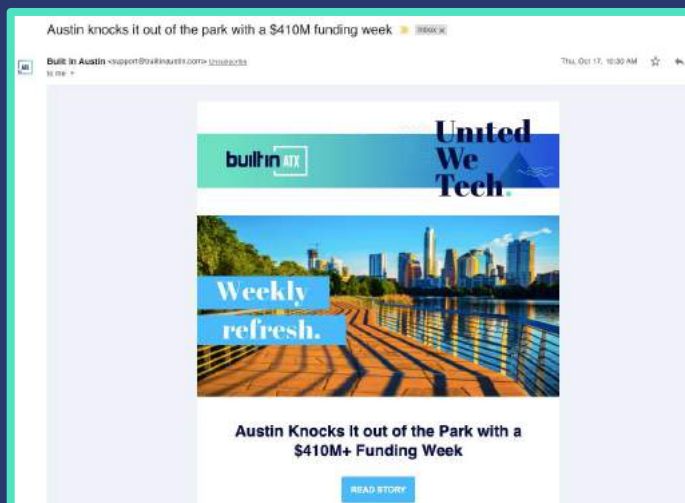 Austin knocks it out of the park with a $410M funding week
Inbox x
Built In Austin <support@builtinaustin.com> Unsubscribe
Thu, Oct 17, 10:30 AM
to me
builtin ATX
United
We
Tech.
Weekly
refresh.
Austin Knocks It out of the Park with a
$410M+ Funding Week
READ STORY